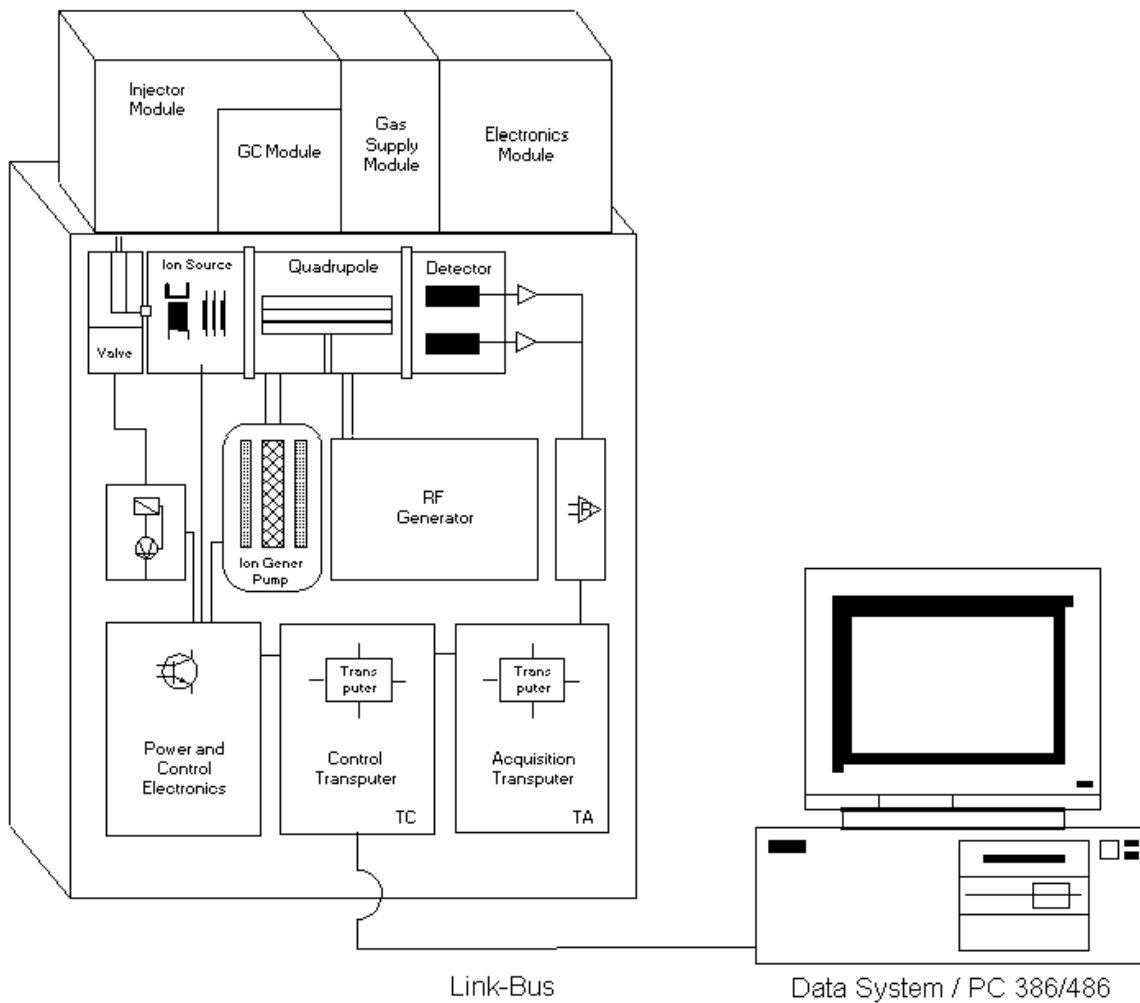 Injector
Module
GC Module
Gas
Supply
Module
Electronics
Module
Ion Source
Quadrupole
Detector
Valve
RF
Generator
Ion Gener
Pump
R
Trans
puter
Trans
puter
Power and
Control
Electronics
Control
Transputer
Acquisition
Transputer
TC
TA
Link-Bus
Data System / PC 386/486